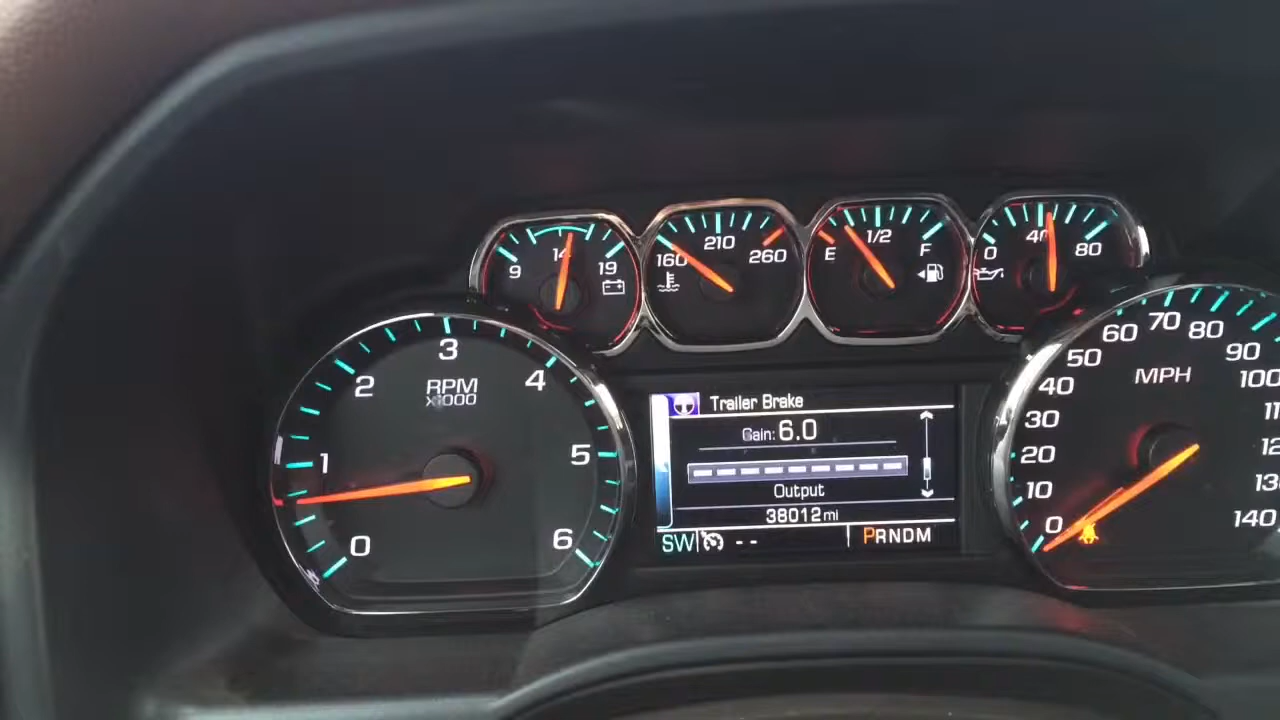 9 14 19
160 210 260
E 1/2 F
0 40 80
0 1 2 3 4 5 6
RPM
x1000
Trailer Brake
Gain: 6.0
Output
38012 mi
SW -- PRNDM
0 10 20 30 40 50 60 70 80 90 100 140
MPH